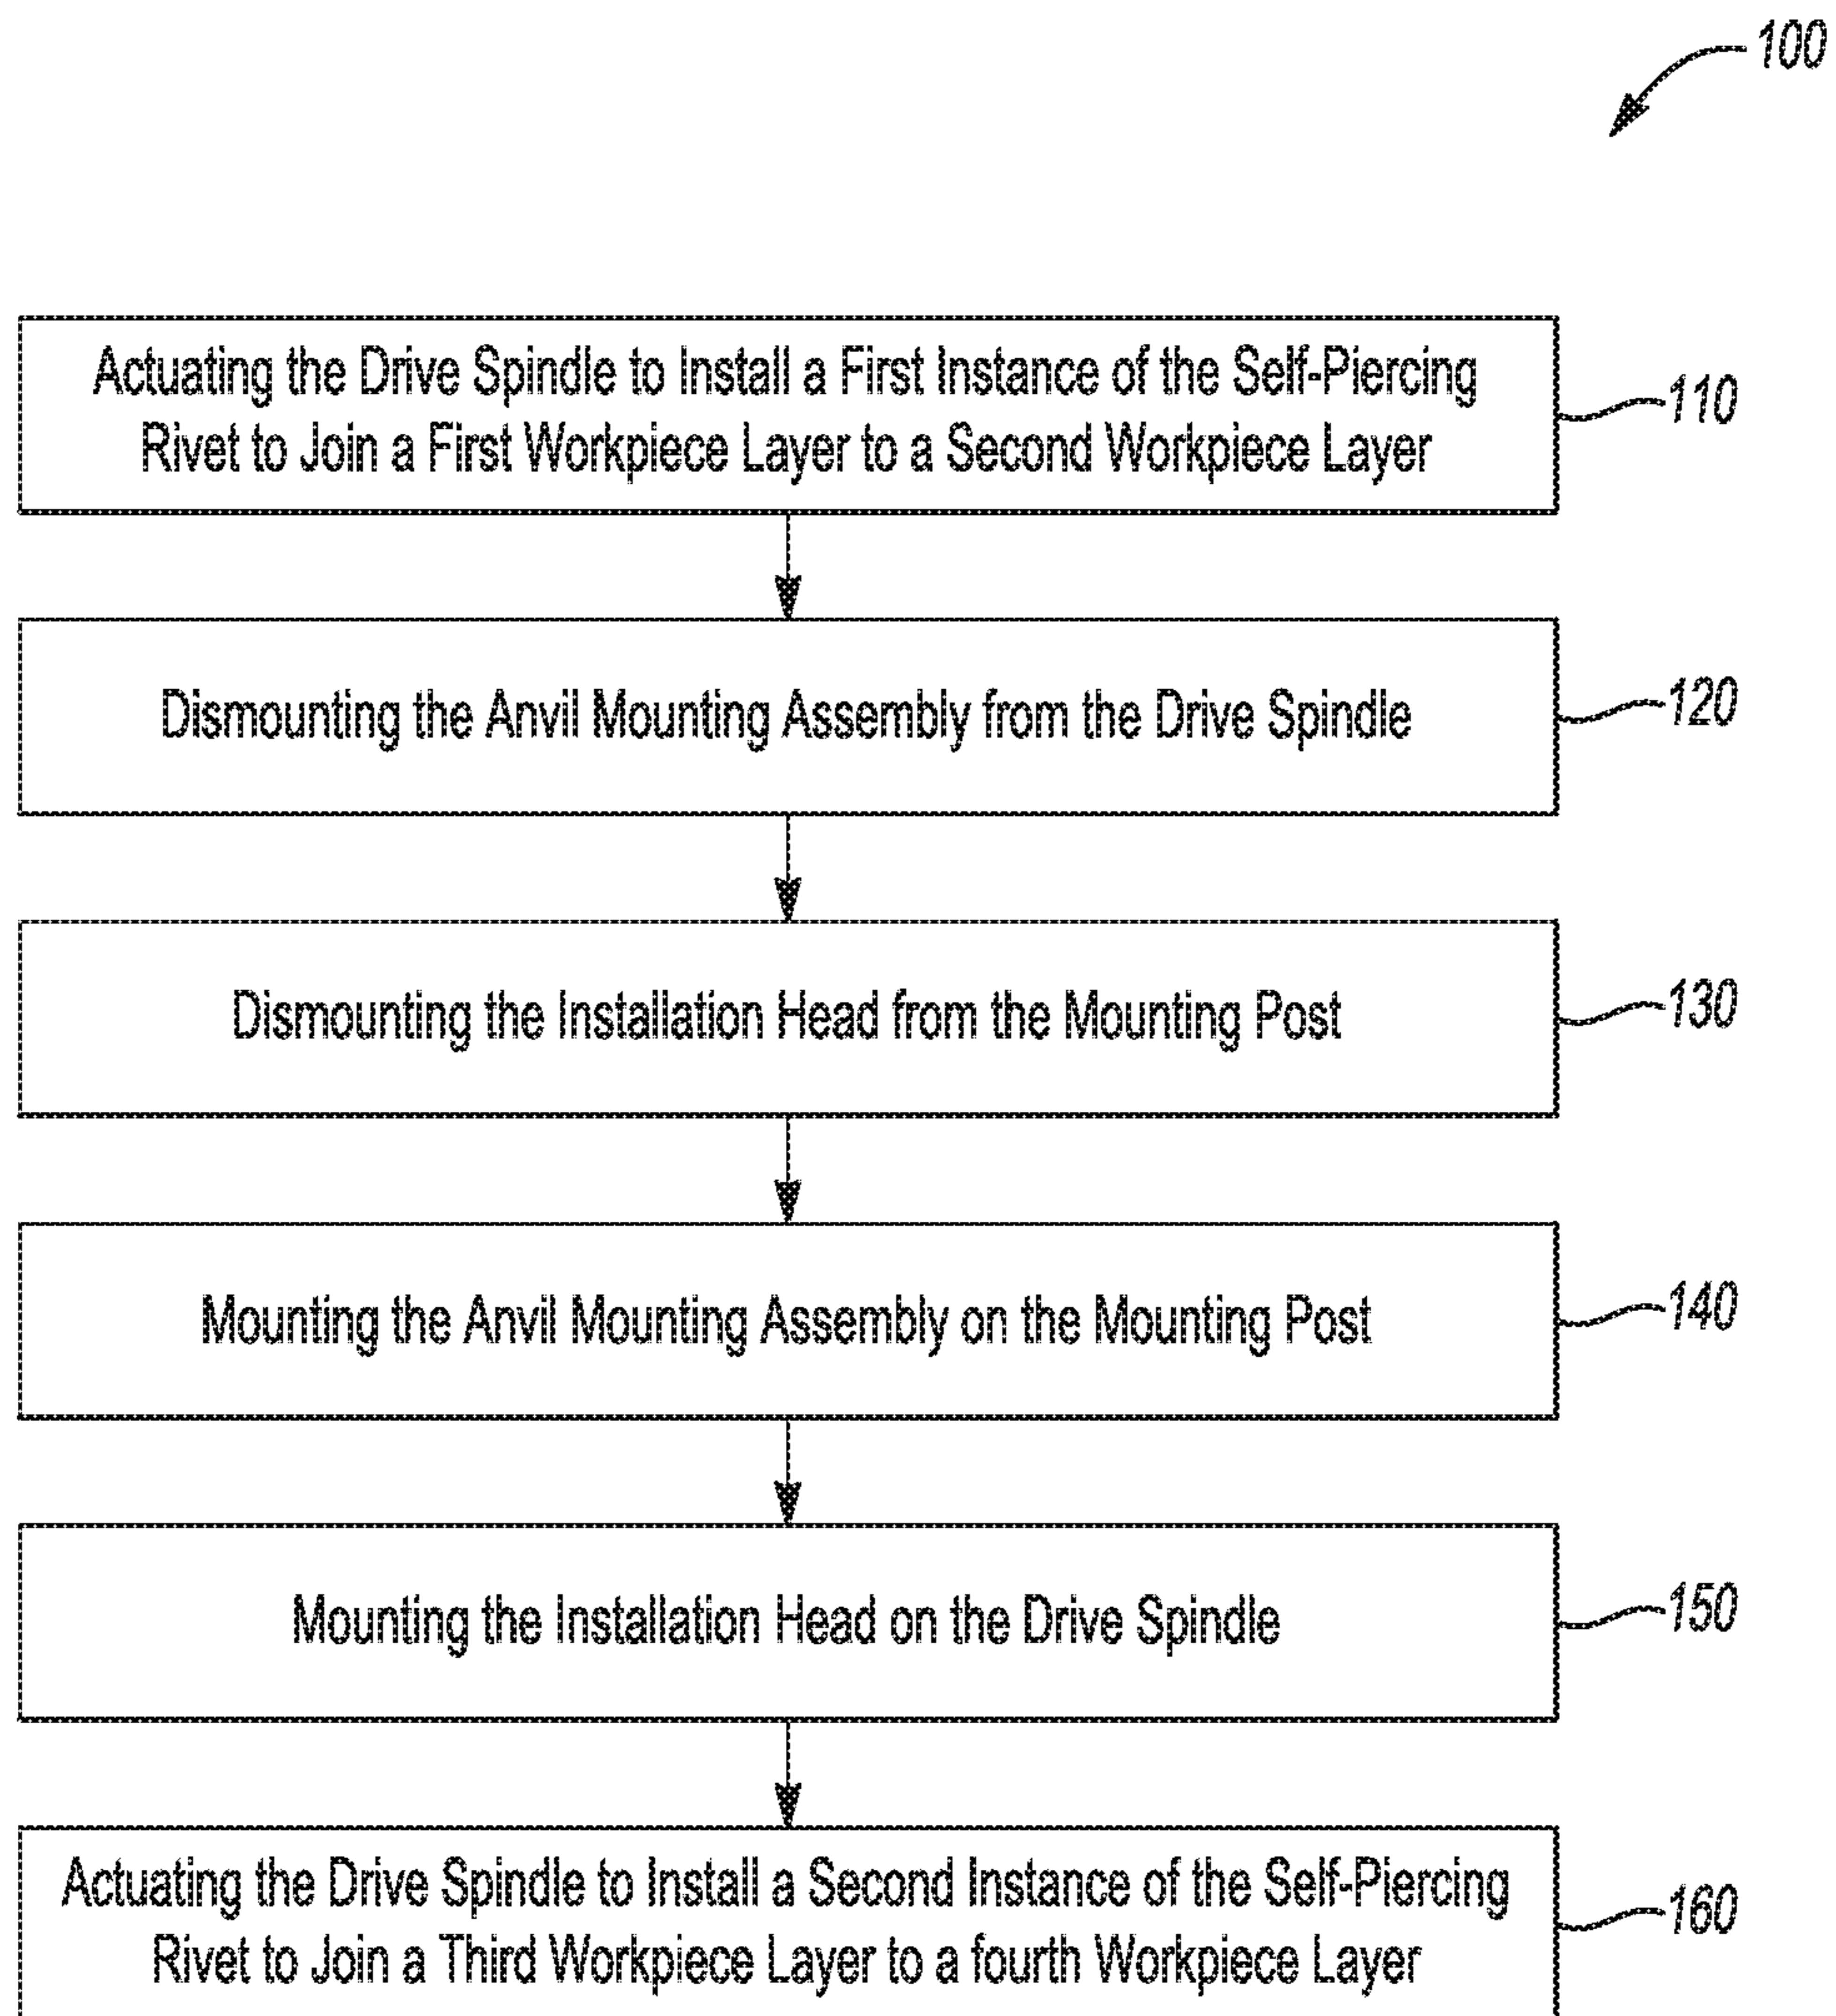 100
Actuating the Drive Spindle to Install a First Instance of the Self-Piercing
Rivet to Join a First Workpiece Layer to a Second Workpiece Layer
110
Dismounting the Anvil Mounting Assembly from the Drive Spindle
120
Dismounting the Installation Head from the Mounting Post
130
Mounting the Anvil Mounting Assembly on the Mounting Post
140
Mounting the Installation Head on the Drive Spindle
150
Actuating the Drive Spindle to Install a Second Instance of the Self-Piercing
Rivet to Join a Third Workpiece Layer to a fourth Workpiece Layer
160